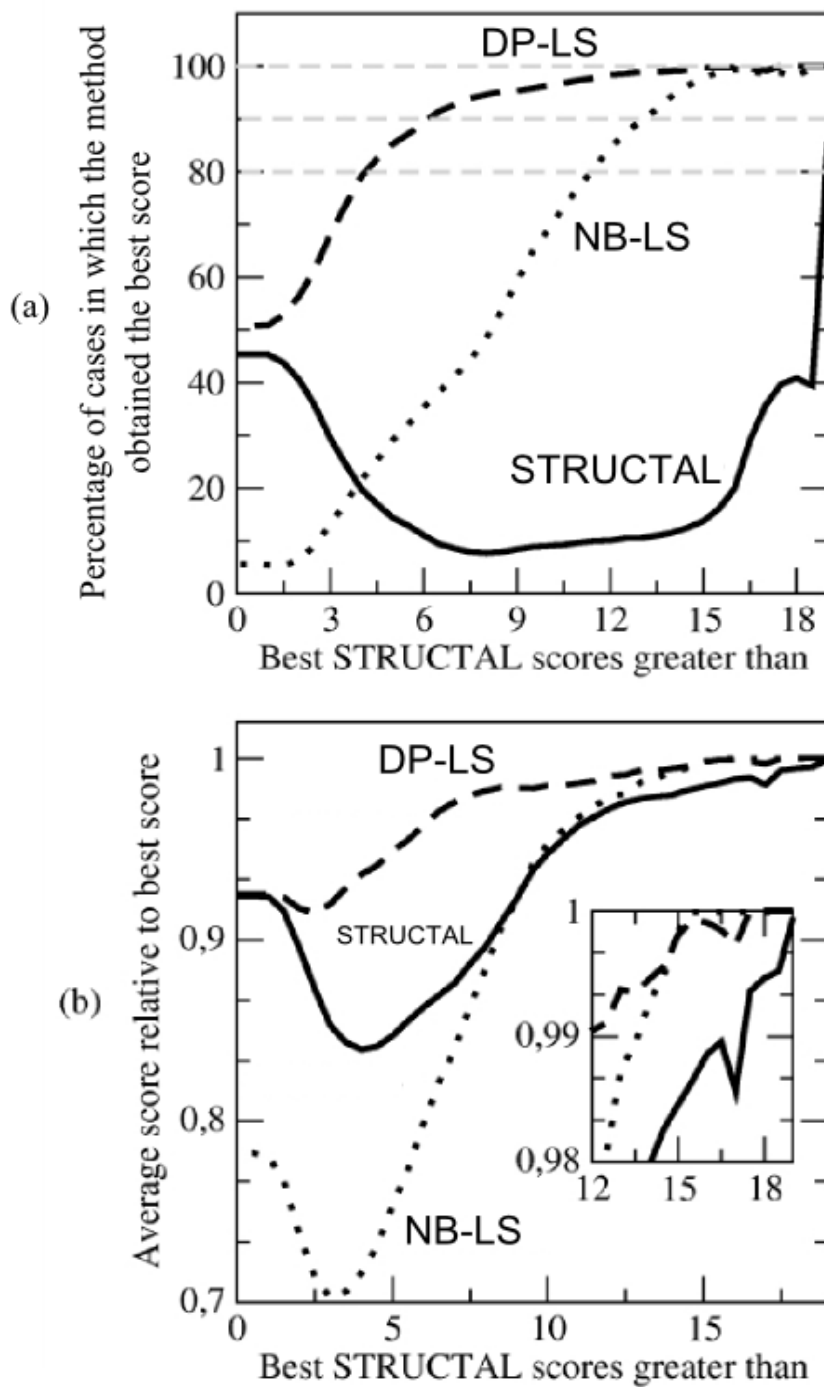 DP-LS
100
80
60
40
20
0
NB-LS
STRUCTAL
(a)
Percentage of cases in which the method
obtained the best score
0 3 6 9 12 15 18
Best STRUCTAL scores greater than
DP-LS
1
0,9
0,8
0,7
STRUCTAL
NB-LS
(b)
Average score relative to best score
1
0,99
0,98
12 15 18
0 5 10 15
Best STRUCTAL scores greater than